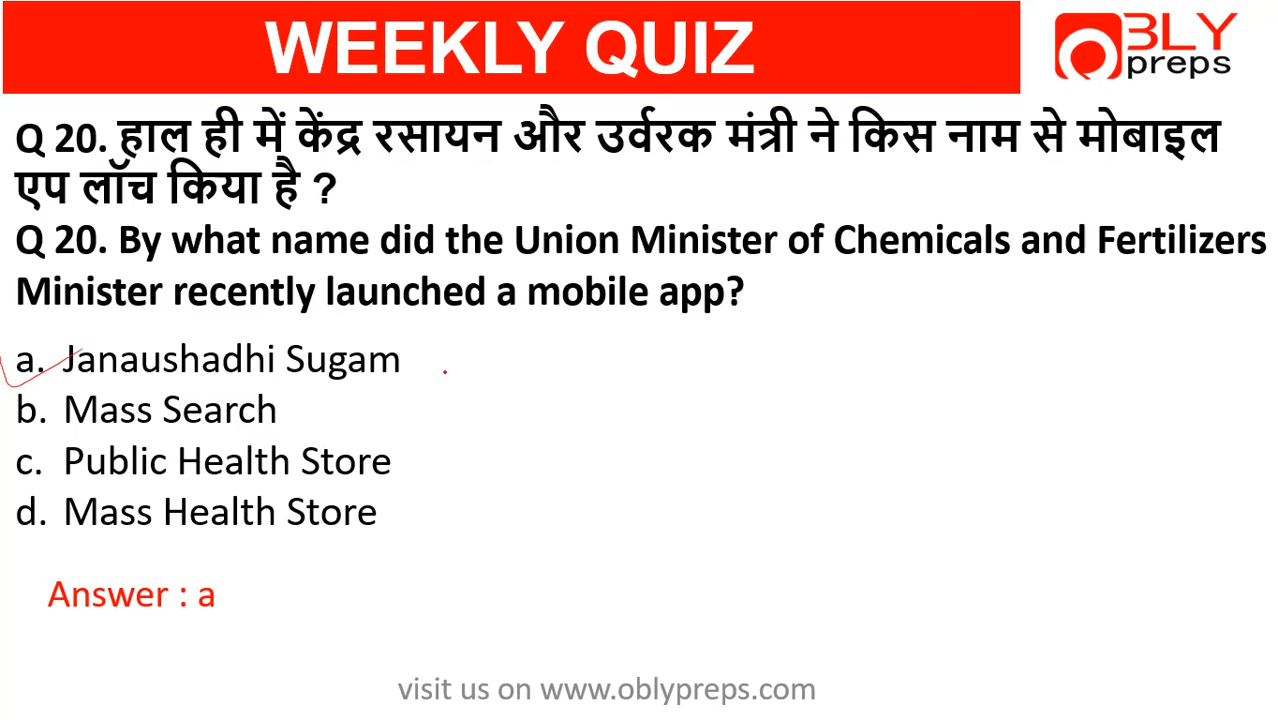 WEEKLY QUIZ
OBLY
preps
Q 20. हाल ही में केंद्र रसायन और उर्वरक मंत्री ने किस नाम से मोबाइल
एप लॉच किया है ?
Q 20. By what name did the Union Minister of Chemicals and Fertilizers
Minister recently launched a mobile app?
a. Janaushadhi Sugam
b. Mass Search
c. Public Health Store
d. Mass Health Store
Answer : a
visit us on www.oblypreps.com